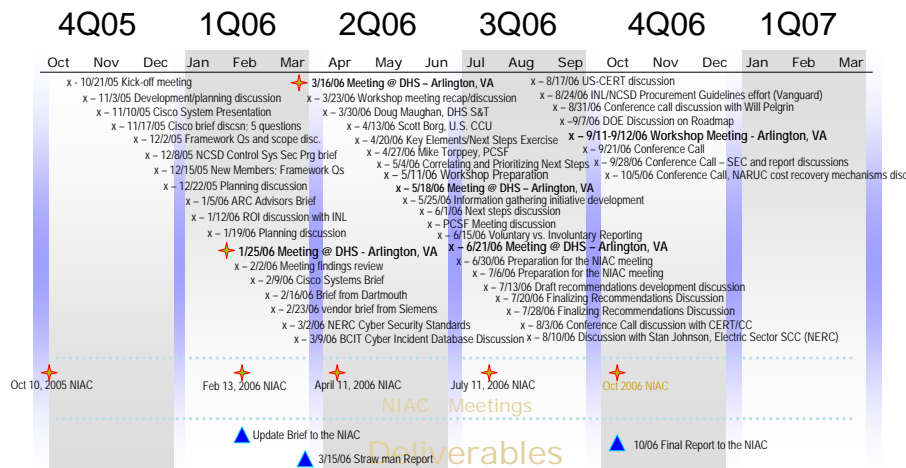 4Q05 1Q06 2Q06 3Q06 4Q06 1Q07
Oct Nov Dec Jan Feb Mar Apr May Jun Jul Aug Sep Oct Nov Dec Jan Feb Mar
x - 10/21/05 Kick-off meeting
x – 11/3/05 Development/planning discussion
x – 11/10/05 Cisco System Presentation
x – 11/17/05 Cisco brief discsn; 5 questions
x – 12/2/05 Framework Qs and scope disc.
x – 12/8/05 NCSD Control Sys Sec Prg brief
x – 12/15/05 New Members; Framework Qs
x – 12/22/05 Planning discussion
x – 1/5/06 ARC Advisors Brief
x – 1/12/06 ROI discussion with INL
x – 1/19/06 Planning discussion
1/25/06 Meeting @ DHS - Arlington, VA
x – 2/2/06 Meeting findings review
x – 2/9/06 Cisco Systems Brief
x – 2/16/06 Brief from Dartmouth
x – 2/23/06 vendor brief from Siemens
x – 3/2/06 NERC Cyber Security Standards
x – 3/9/06 BCIT Cyber Incident Database Discussion
3/16/06 Meeting @ DHS – Arlington, VA
x – 3/23/06 Workshop meeting recap/discussion
x – 3/30/06 Doug Maughan, DHS S&T
x – 4/13/06 Scott Borg, U.S. CCU
x – 4/20/06 Key Elements/Next Steps Exercise
x – 4/27/06 Mike Torppey, PCSF
x – 5/4/06 Correlating and Prioritizing Next Steps
x – 5/11/06 Workshop Preparation
x – 5/18/06 Meeting @ DHS – Arlington, VA
x – 5/25/06 Information gathering initiative development
x – 6/1/06 Next steps discussion
x – PCSF Meeting discussion
x – 6/15/06 Voluntary vs. Involuntary Reporting
x – 6/21/06 Meeting @ DHS – Arlington, VA
x – 6/30/06 Preparation for the NIAC meeting
x – 7/6/06 Preparation for the NIAC meeting
x – 7/13/06 Draft recommendations development discussion
x – 7/20/06 Finalizing Recommendations Discussion
x – 7/28/06 Finalizing Recommendations Discussion
x – 8/3/06 Conference Call discussion with CERT/CC
x – 8/10/06 Discussion with Stan Johnson, Electric Sector SCC (NERC)
x – 8/17/06 US-CERT discussion
x – 8/24/06 INL/NCSD Procurement Guidelines effort (Vanguard)
x – 8/31/06 Conference call discussion with Will Pelgrin
x –9/7/06 DOE Discussion on Roadmap
x – 9/11-9/12/06 Workshop Meeting - Arlington, VA
x – 9/21/06 Conference Call
x – 9/28/06 Conference Call – SEC and report discussions
x – 10/5/06 Conference Call, NARUC cost recovery mechanisms disc
Oct 10, 2005 NIAC
Feb 13, 2006 NIAC
April 11, 2006 NIAC
July 11, 2006 NIAC
Oct 2006 NIAC
NIAC Meetings
Update Brief to the NIAC
3/15/06 Straw man Report
10/06 Final Report to the NIAC
Deliverables